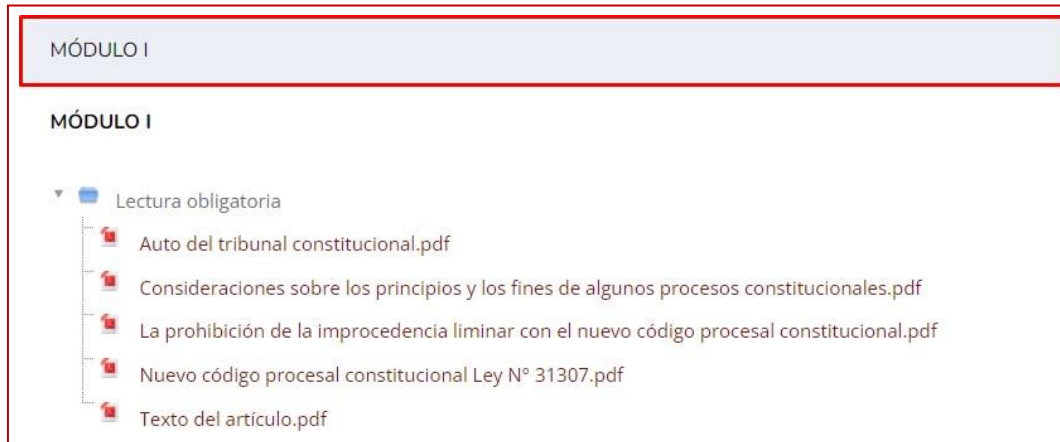 MÓDULO I
MÓDULO I
Lectura obligatoria
Auto del tribunal constitucional.pdf
Consideraciones sobre los principios y los fines de algunos procesos constitucionales.pdf
La prohibición de la improcedencia liminar con el nuevo código procesal constitucional.pdf
Nuevo código procesal constitucional Ley Nº 31307.pdf
Texto del artículo.pdf